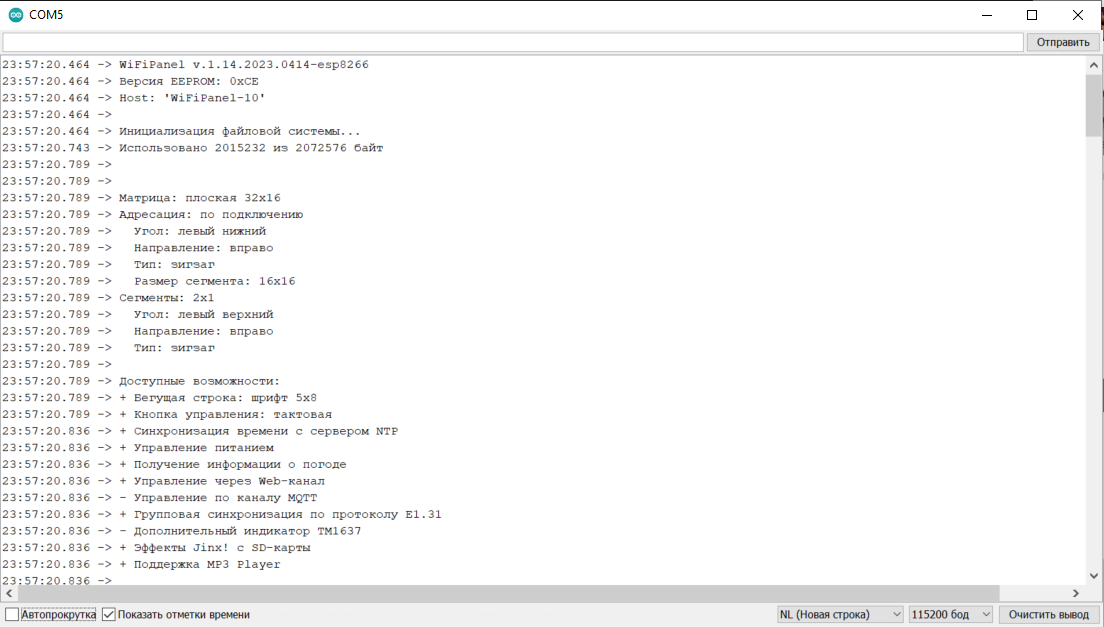 COM5
Отправить
23:57:20.464 -> WiFiPanel v.1.14.2023.0414-esp8266
23:57:20.464 -> Версия EEPROM: 0xCE
23:57:20.464 -> Host: 'WiFiPanel-10'
23:57:20.464 ->
23:57:20.464 -> Инициализация файловой системы...
23:57:20.743 -> Использовано 2015232 из 2072576 байт
23:57:20.789 ->
23:57:20.789 ->
23:57:20.789 -> Матрица: плоская 32x16
23:57:20.789 -> Адресация: по подключению
23:57:20.789 -> Угол: левый нижний
23:57:20.789 -> Направление: вправо
23:57:20.789 -> Тип: зигзаг
23:57:20.789 -> Размер сегмента: 16x16
23:57:20.789 -> Сегменты: 2x1
23:57:20.789 -> Угол: левый верхний
23:57:20.789 -> Направление: вправо
23:57:20.789 -> Тип: зигзаг
23:57:20.789 ->
23:57:20.789 -> Доступные возможности:
23:57:20.789 -> + Бегущая строка: шрифт 5x8
23:57:20.789 -> + Кнопка управления: тактовая
23:57:20.836 -> + Синхронизация времени с сервером NTP
23:57:20.836 -> + Управление питанием
23:57:20.836 -> + Получение информации о погоде
23:57:20.836 -> + Управление через Web-канал
23:57:20.836 -> - Управление по каналу MQTT
23:57:20.836 -> + Групповая синхронизация по протоколу E1.31
23:57:20.836 -> - Дополнительный индикатор TM1637
23:57:20.836 -> + Эффекты Jinx! с SD-карты
23:57:20.836 -> + Поддержка MP3 Player
23:57:20.836 ->
Автопрокрутка Показать отметки времени NL (Новая строка) 115200 бод Очистить вывод